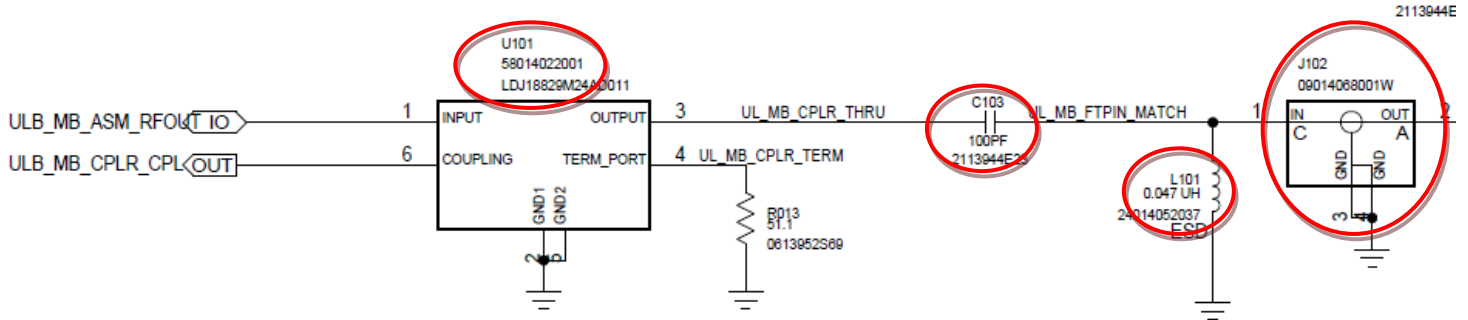 2113944E
U101
58014022001
LDJ18829M24AD011
J102
09014068001W
ULB_MB_ASM_RFOUT IO
1
INPUT
OUTPUT
3
UL_MB_CPLR_THRU
C103
100PF
2113944E23
UL_MB_FTPIN_MATCH
1
IN
OUT
2
C
A
ULB_MB_CPLR_CPL OUT
6
COUPLING
TERM_PORT
4
UL_MB_CPLR_TERM
GND1
GND2
2
5
R013
51.1
0613952S69
L101
0.047 UH
24014052037
ESD
GND
GND
3
4